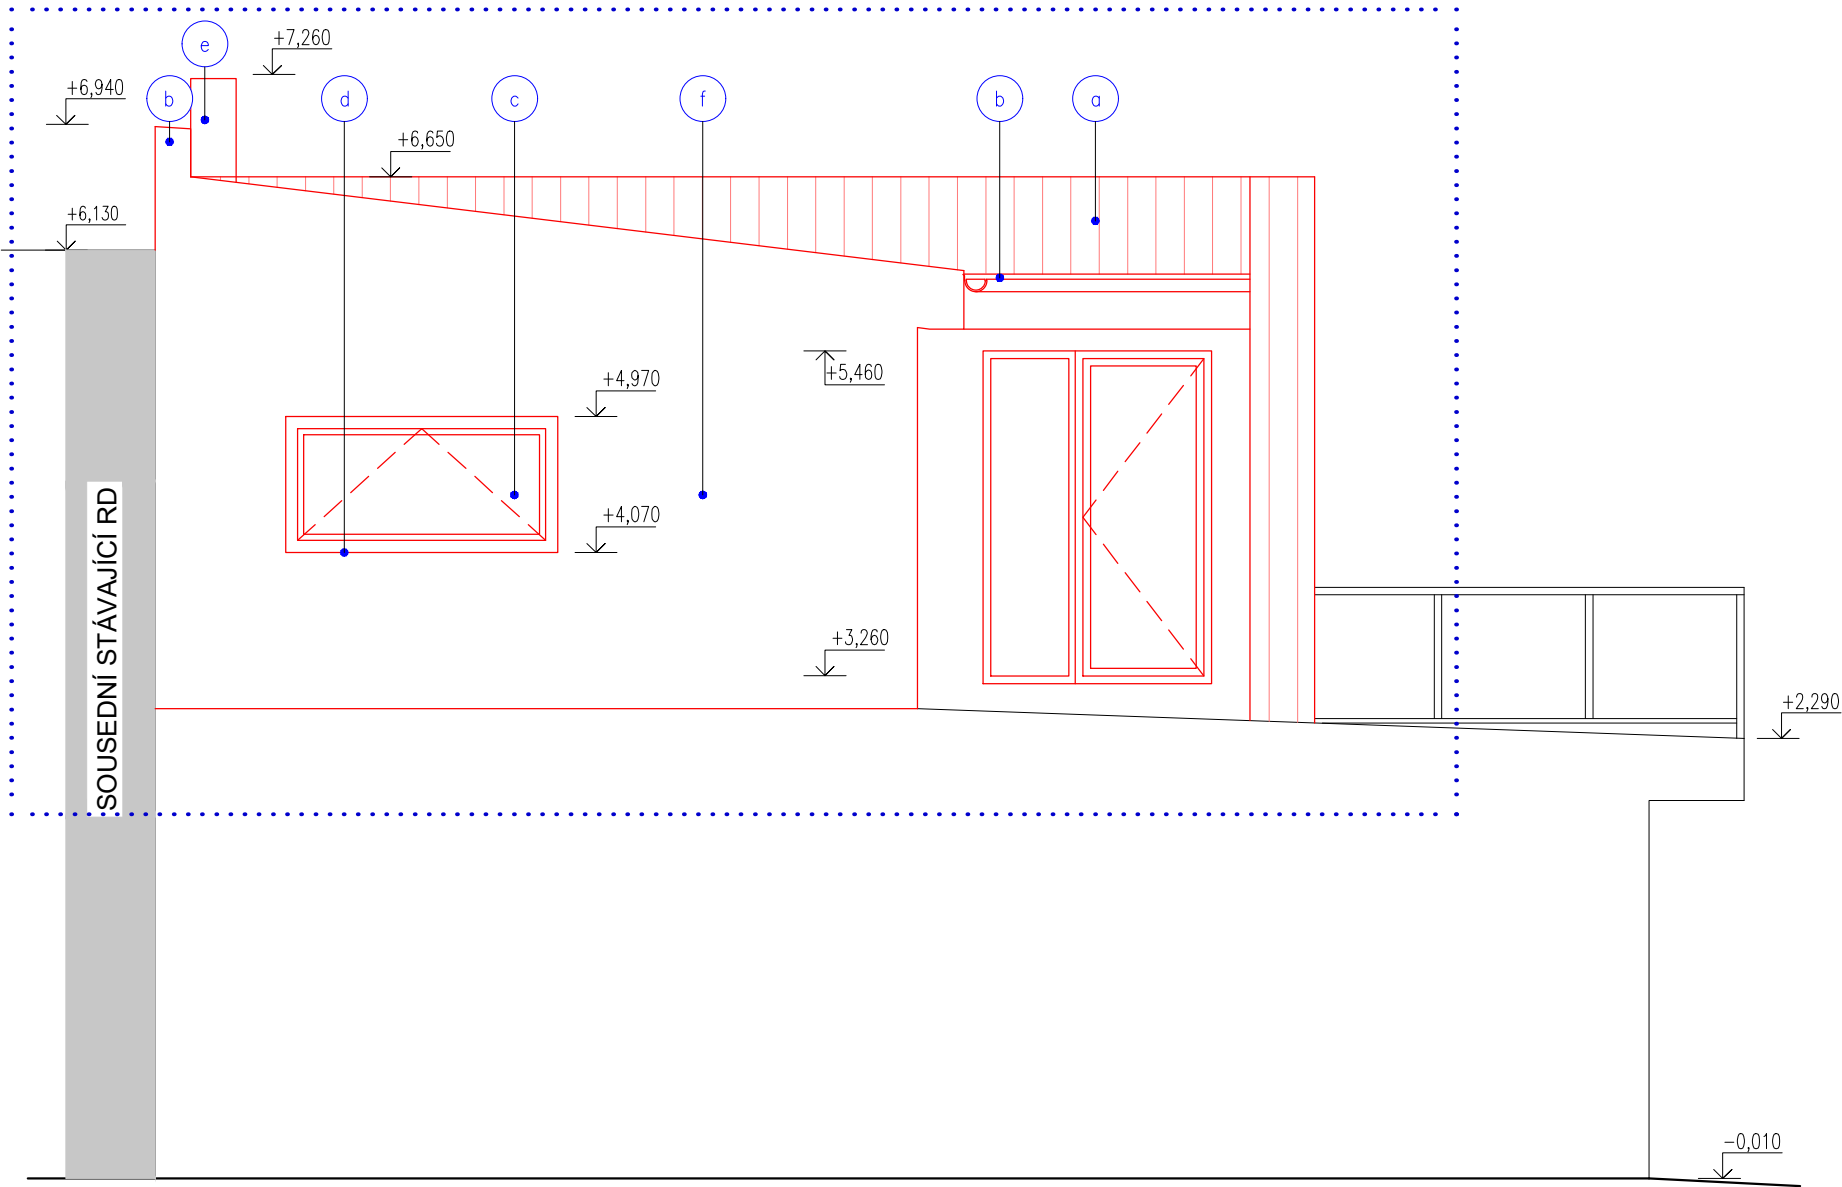 e
+7,260
+6,940
b
d
c
f
b
a
+6,650
+6,130
+5,460
+4,970
+4,070
SOUSEDNÍ STÁVAJÍCÍ RD
+3,260
+2,290
-0,010